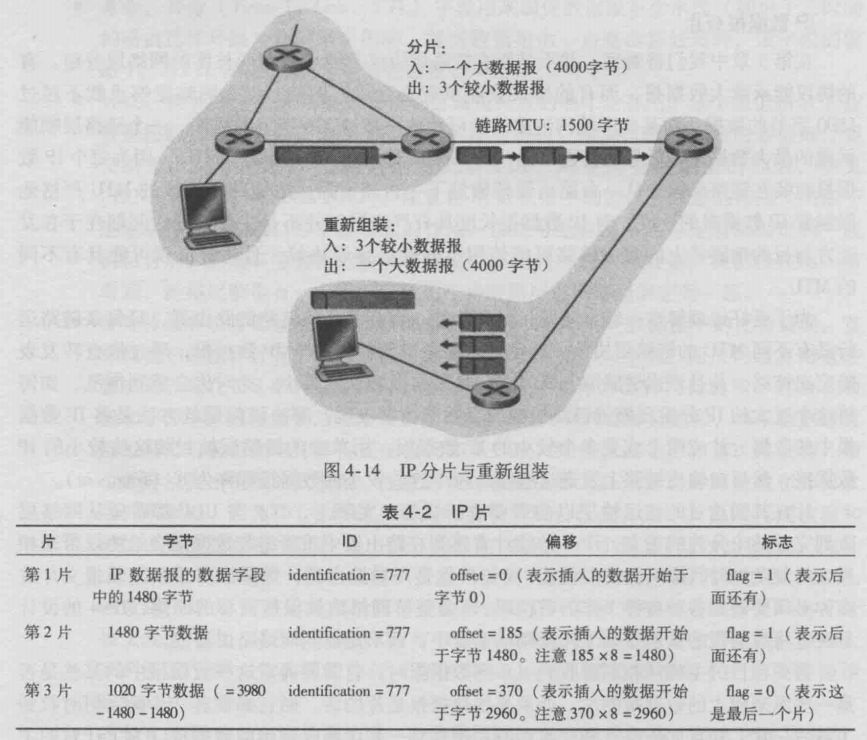 分片：
入：一个大数据报（4000字节）
出：3个较小数据报
链路MTU：1500 字节
重新组装：
入：3个较小数据报
出：一个大数据报（4000 字节）
图 4-14 IP 分片与重新组装
表 4-2 IP 片
片 字节 ID 偏移 标志
第 1 片 IP 数据报的数据字段中的 1480 字节 identification = 777 offset = 0（表示插入的数据开始于字节 0） flag = 1（表示后面还有）
第 2 片 1480 字节数据 identification = 777 offset = 185（表示插入的数据开始于字节 1480。注意 185 × 8 = 1480） flag = 1（表示后面还有）
第 3 片 1020 字节数据（= 3980 - 1480 - 1480） identification = 777 offset = 370（表示插入的数据开始于字节 2960。注意 370 × 8 = 2960） flag = 0（表示这是最后一个片）